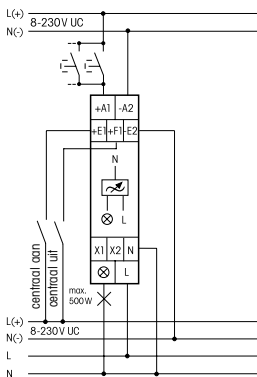 L(+)
8-230V UC
N(-)
+A1 -A2
+E1 +F1 -E2
N
L
X1 X2 N
L
centraal aan
centraal uit
max.
500W
L(+)
8-230V UC
N(-)
L
N